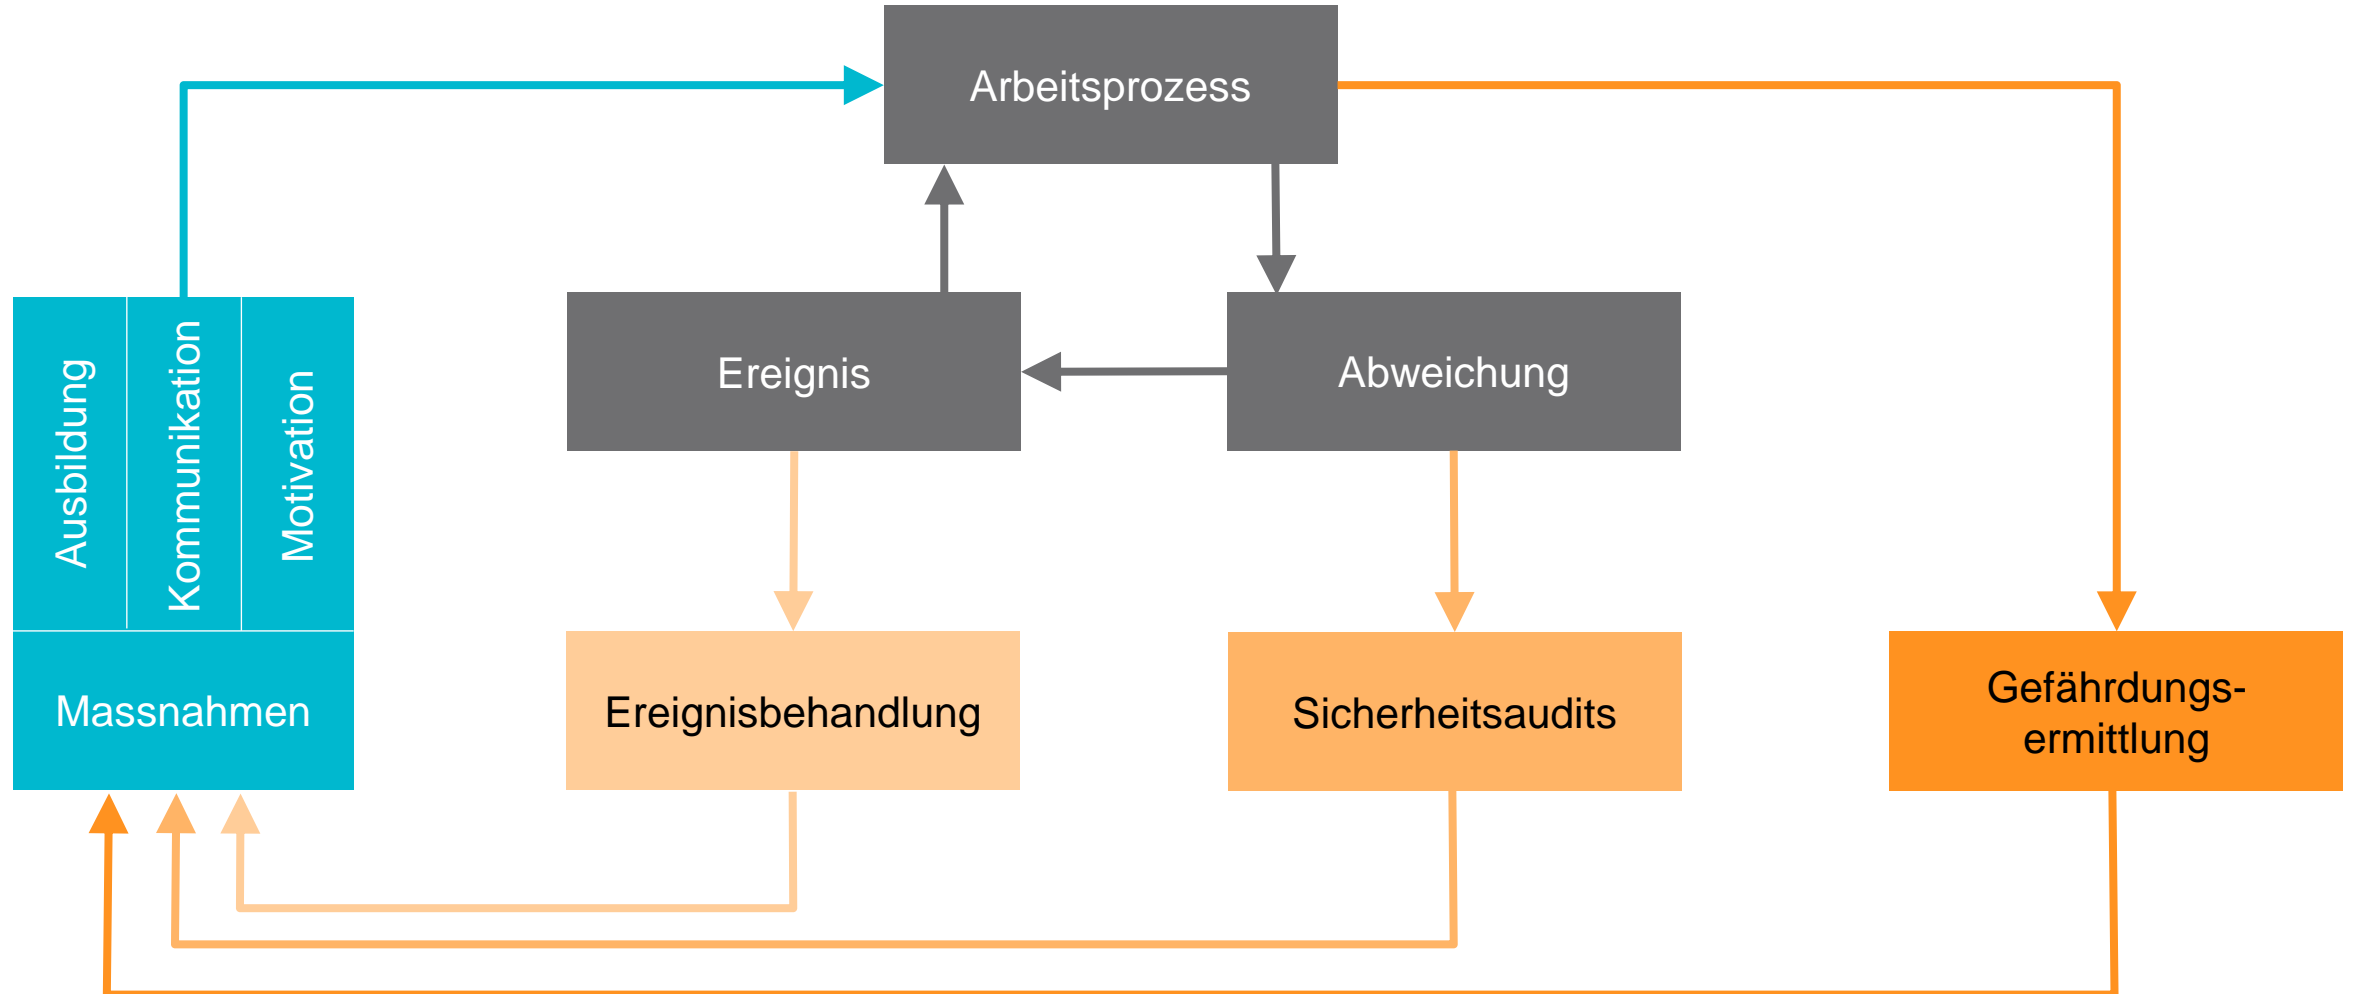 Arbeitsprozess
Ausbildung
Kommunikation
Motivation
Ereignis
Abweichung
Massnahmen
Ereignisbehandlung
Sicherheitsaudits
Gefährdungs-
ermittlung